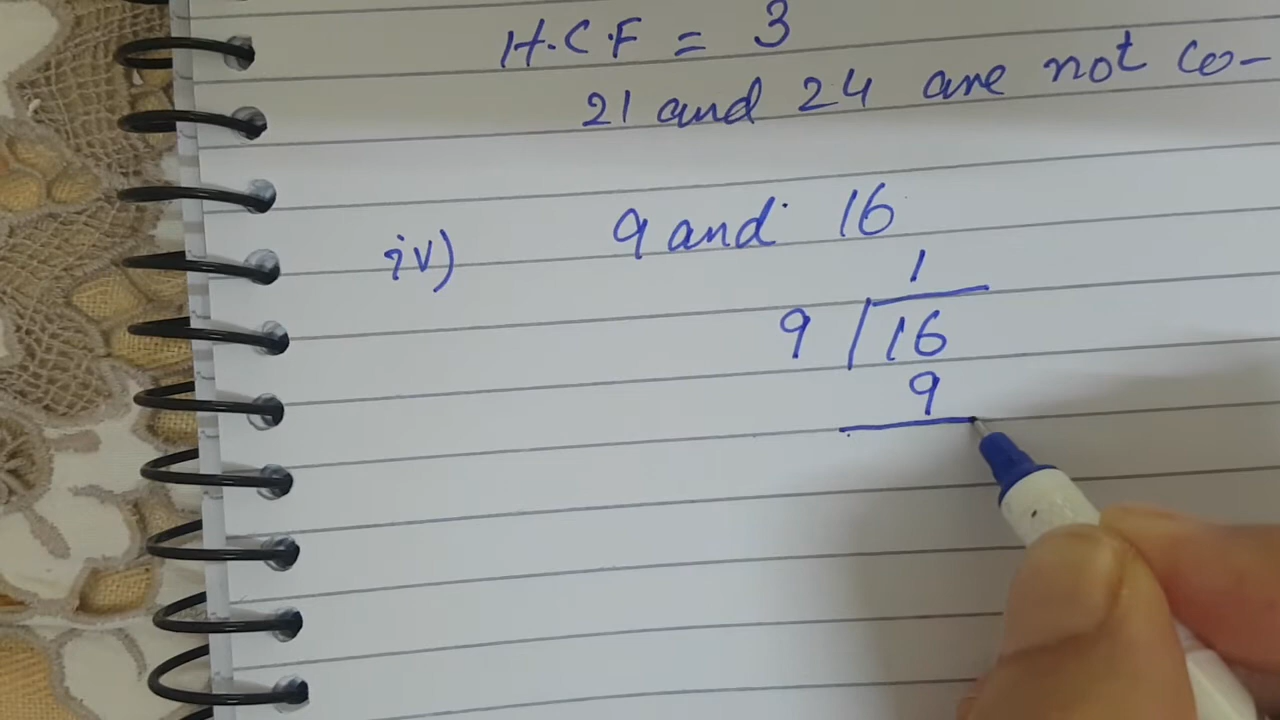 H.C.F = 3
21 and 24 are not co-
iv) 9 and 16
1
9 16
9